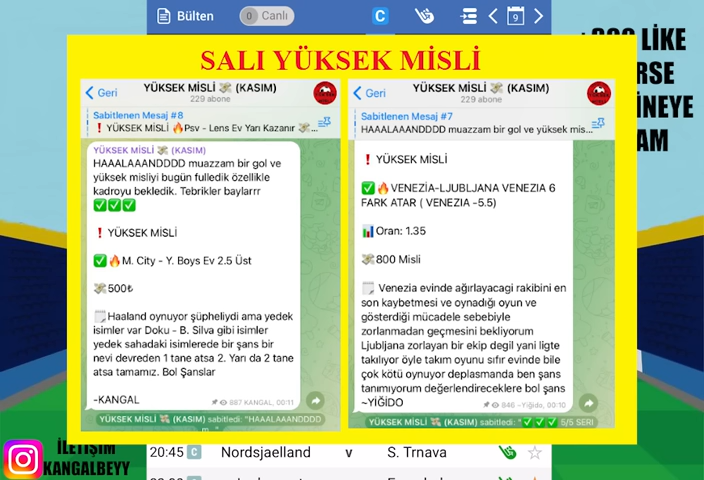 Bülten
0 Canlı
C
9
LİKE
SALI YÜKSEK MİSLİ
Geri
YÜKSEK MİSLİ 💸 (KASIM)
229 abone
Sabitlenen Mesaj #8
❗ YÜKSEK MİSLİ 🔥Psv - Lens Ev Yarı Kazanır 💸...
YÜKSEK MİSLİ 💸 (KASIM)
HAAALAAANDDDD muazzam bir gol ve
yüksek misliyi bugün fulledik özellikle
kadroyu bekledik. Tebrikler baylarrr
✅✅✅
❗ YÜKSEK MİSLİ
✅🔥M. City - Y. Boys Ev 2.5 Üst
💸500₺
🗒️Haaland oynuyor şüpheliydi ama yedek
isimler var Doku - B. Silva gibi isimler
yedek sahadaki isimlerede bir şans bir
nevi devreden 1 tane atsa 2. Yarı da 2 tane
atsa tamamız. Bol Şanslar
~KANGAL
887 KANGAL, 00:11
YÜKSEK MİSLİ 💸 (KASIM) sabitledi: "HAAALAAANDDDD
Geri
YÜKSEK MİSLİ 💸 (KASIM)
229 abone
Sabitlenen Mesaj #7
HAAALAAANDDDD muazzam bir gol ve yüksek mis...
❗ YÜKSEK MİSLİ
✅🔥VENEZİA-LJUBLJANA VENEZIA 6
FARK ATAR ( VENEZIA -5.5)
📊Oran: 1.35
💸800 Misli
🗒️ Venezia evinde ağırlayacagi rakibini en
son kaybetmesi ve oynadığı oyun ve
gösterdiği mücadele sebebiyle
zorlanmadan geçmesini bekliyorum
Ljubljana zorlayan bir ekip degil yani ligte
takılıyor öyle takım oyunu sıfır evinde bile
çok kötü oynuyor deplasmanda ben şans
tanımıyorum değerlendireceklere bol şans
~YİĞİDO
846 ~Yiğido, 00:10
YÜKSEK MİSLİ 💸 (KASIM) sabitledi: "✅✅✅ 5/5 SERI
İLETİŞİM
KANGALBEYY
20:45 C Nordsjaelland v S. Trnava